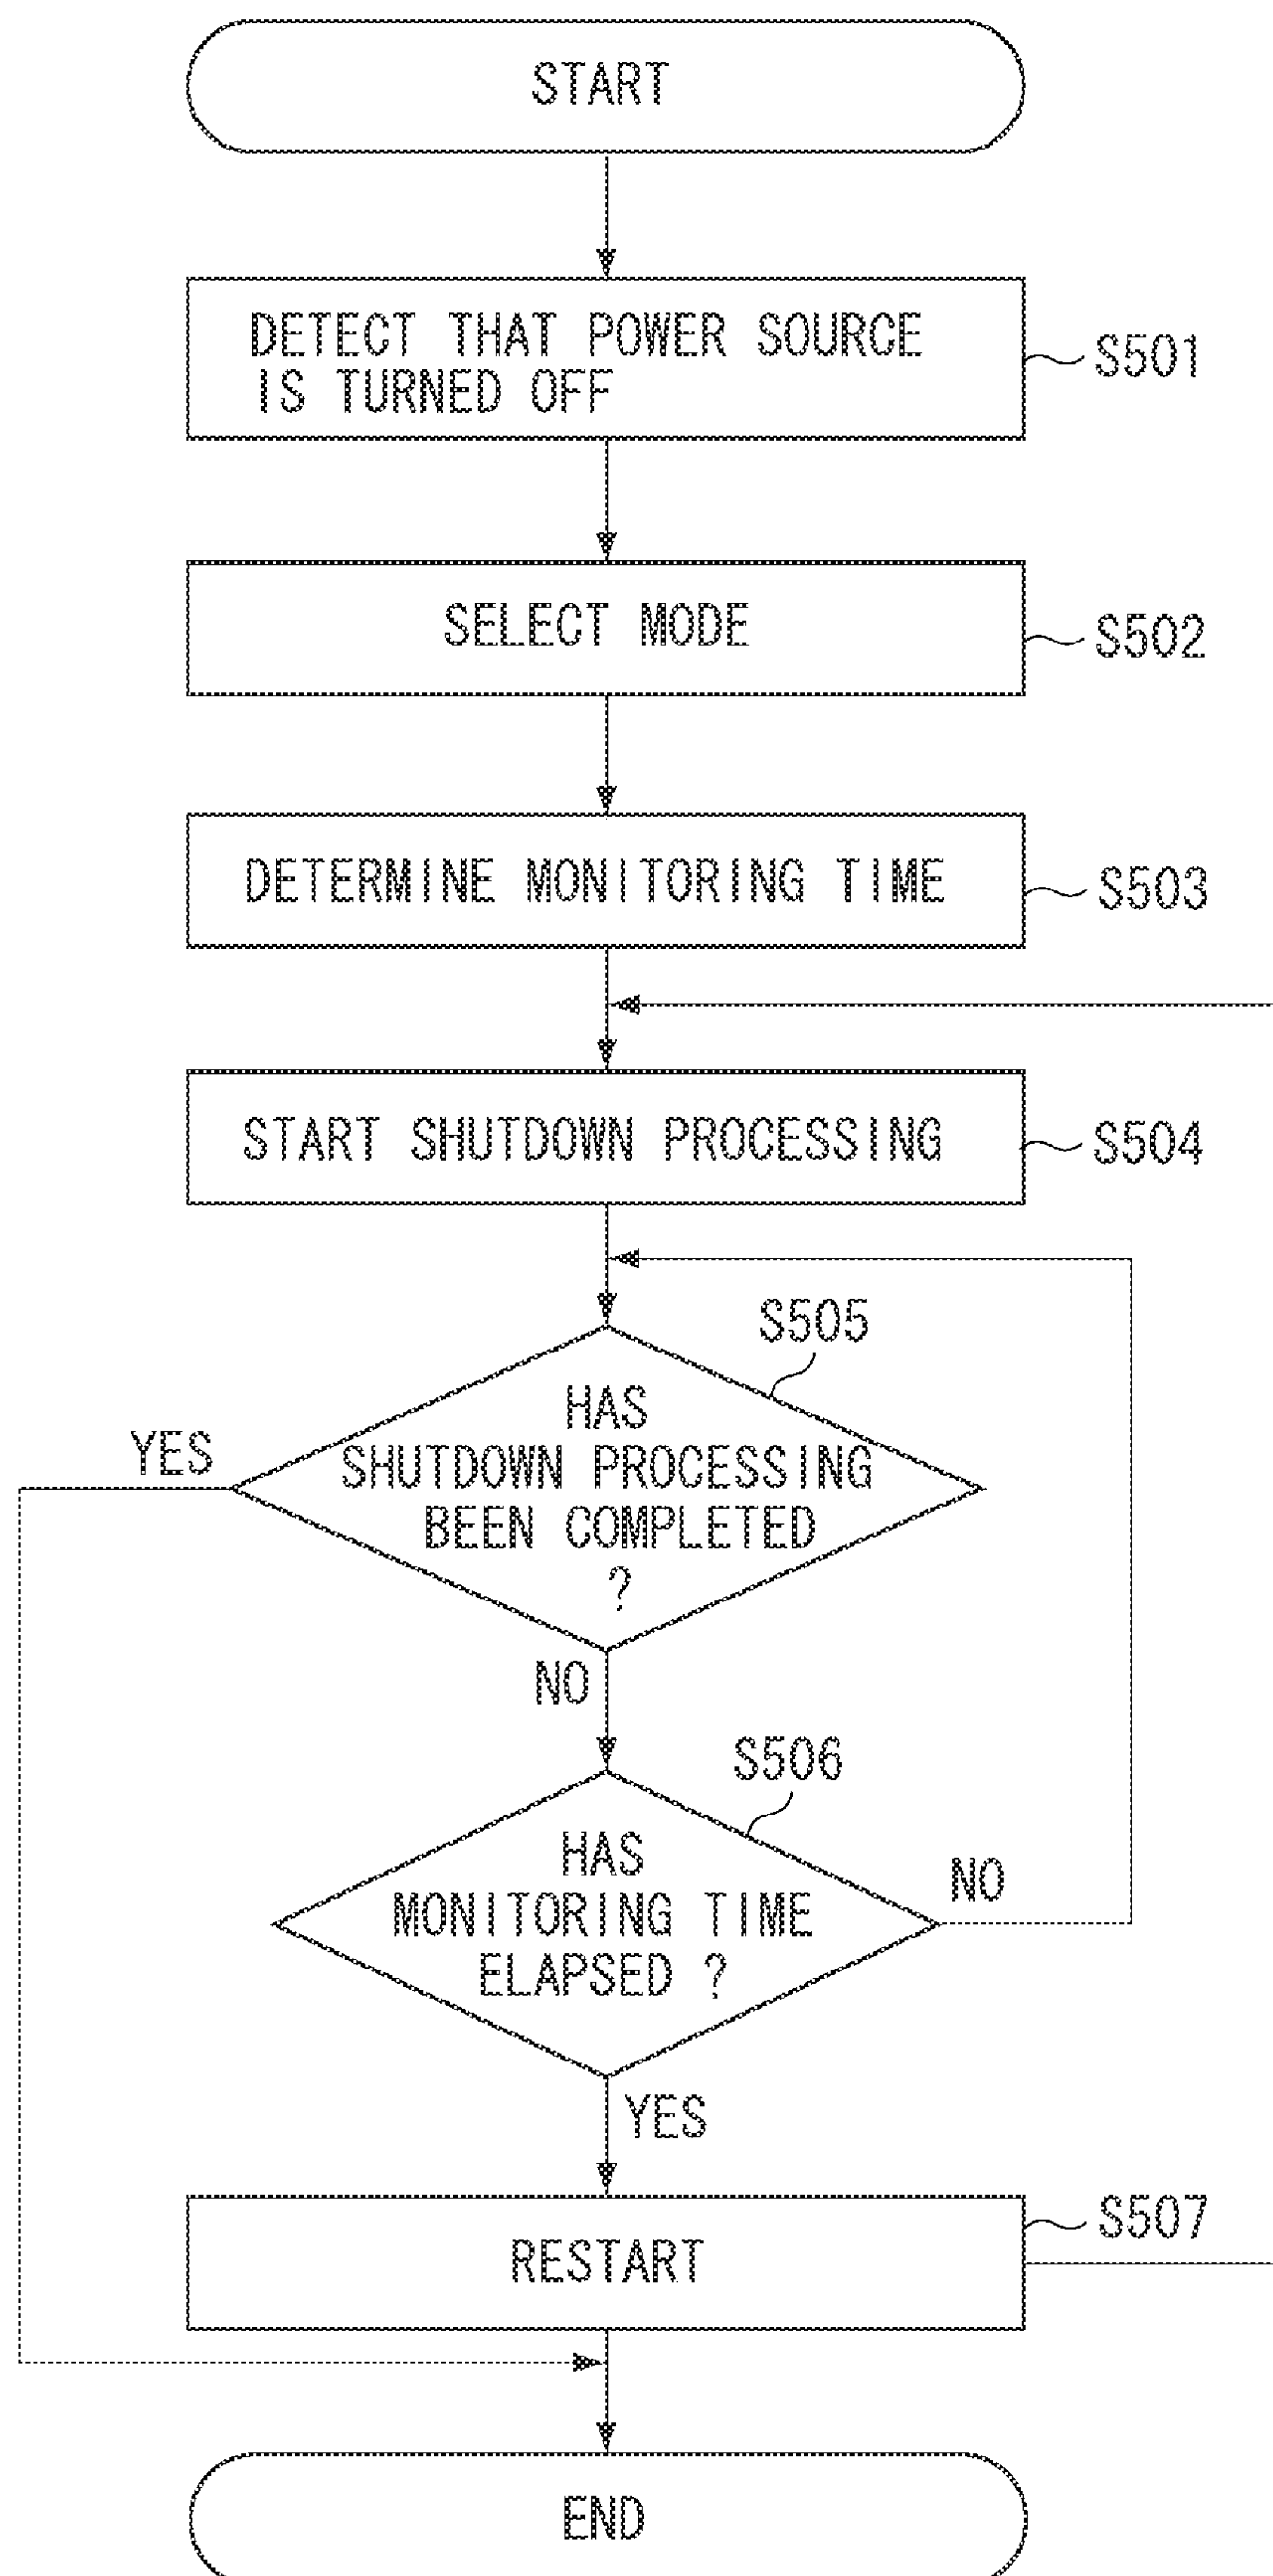 START
DETECT THAT POWER SOURCE
IS TURNED OFF
S501
SELECT MODE
S502
DETERMINE MONITORING TIME
S503
START SHUTDOWN PROCESSING
S504
S505
HAS
SHUTDOWN PROCESSING
BEEN COMPLETED
?
YES
NO
S506
HAS
MONITORING TIME
ELAPSED ?
NO
YES
RESTART
S507
END